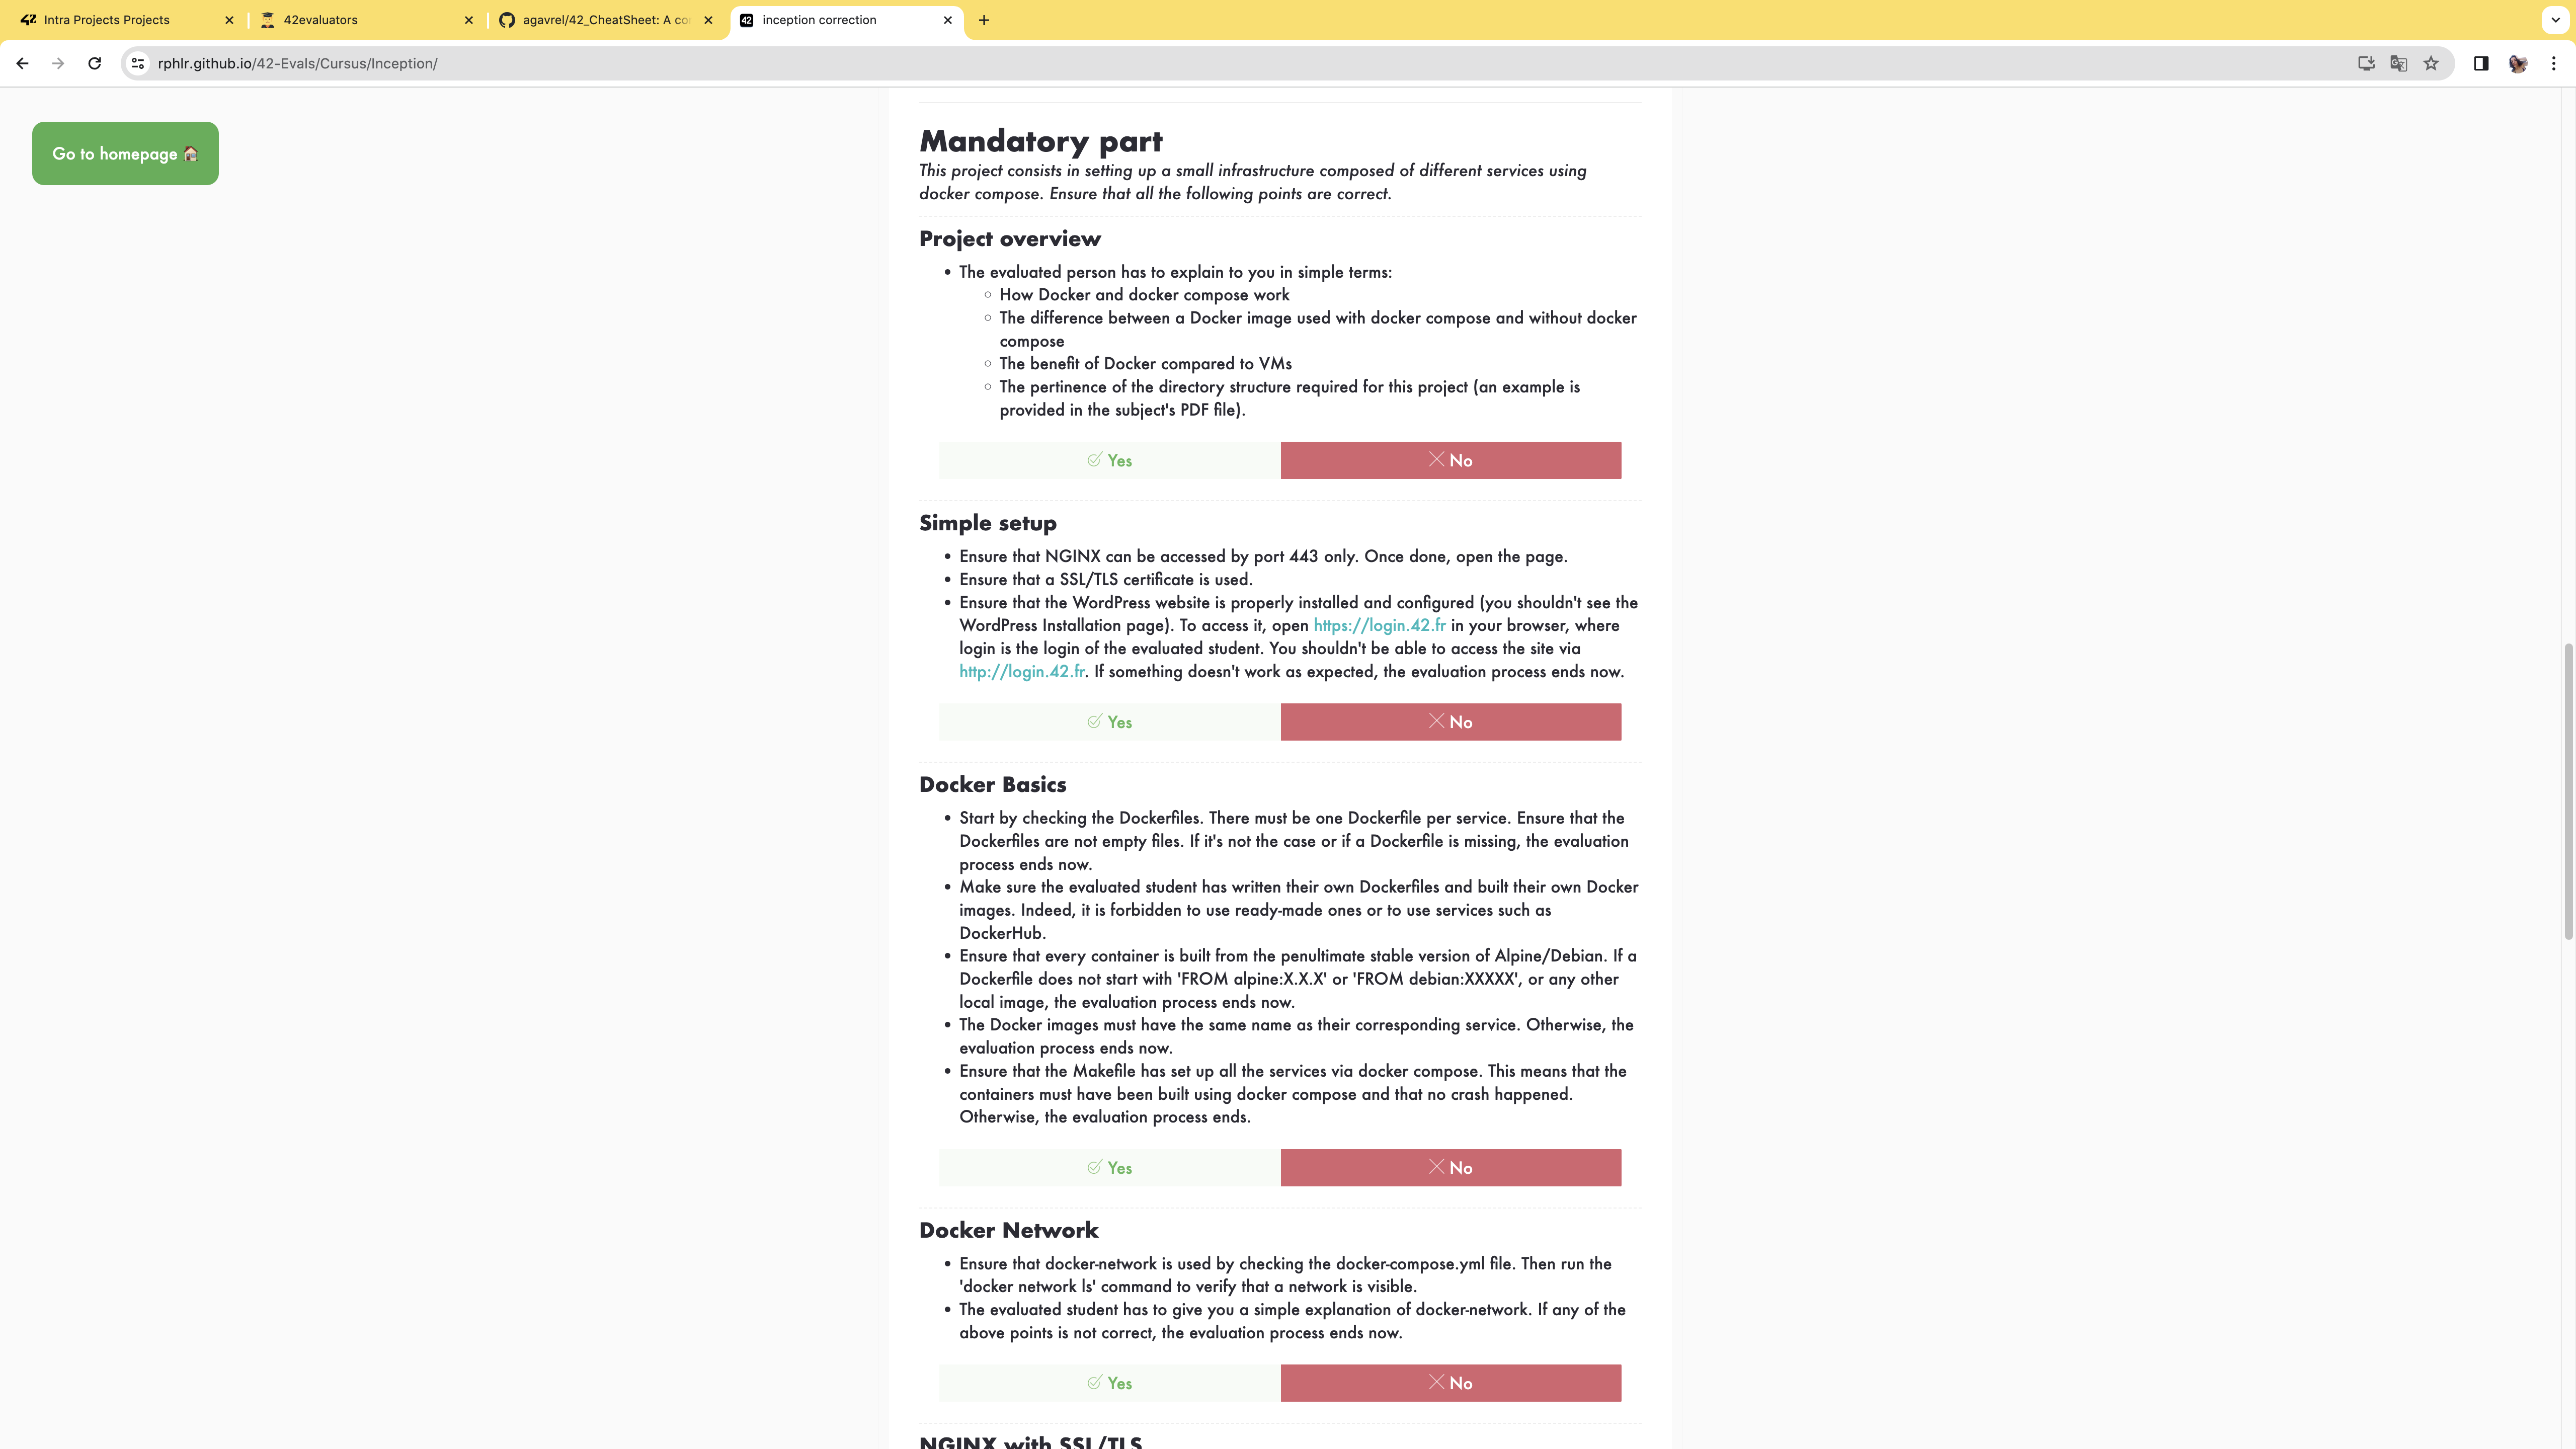 Intra Projects Projects
42evaluators
agavrel/42_CheatSheet: A co
inception correction
rphlr.github.io/42-Evals/Cursus/Inception/
Go to homepage
Mandatory part
This project consists in setting up a small infrastructure composed of different services using
docker compose. Ensure that all the following points are correct.
Project overview
• The evaluated person has to explain to you in simple terms:
○ How Docker and docker compose work
○ The difference between a Docker image used with docker compose and without docker
compose
○ The benefit of Docker compared to VMs
○ The pertinence of the directory structure required for this project (an example is
provided in the subject's PDF file).
Yes
No
Simple setup
• Ensure that NGINX can be accessed by port 443 only. Once done, open the page.
• Ensure that a SSL/TLS certificate is used.
• Ensure that the WordPress website is properly installed and configured (you shouldn't see the
WordPress Installation page). To access it, open https://login.42.fr in your browser, where
login is the login of the evaluated student. You shouldn't be able to access the site via
http://login.42.fr. If something doesn't work as expected, the evaluation process ends now.
Yes
No
Docker Basics
• Start by checking the Dockerfiles. There must be one Dockerfile per service. Ensure that the
Dockerfiles are not empty files. If it's not the case or if a Dockerfile is missing, the evaluation
process ends now.
• Make sure the evaluated student has written their own Dockerfiles and built their own Docker
images. Indeed, it is forbidden to use ready-made ones or to use services such as
DockerHub.
• Ensure that every container is built from the penultimate stable version of Alpine/Debian. If a
Dockerfile does not start with 'FROM alpine:X.X.X' or 'FROM debian:XXXXX', or any other
local image, the evaluation process ends now.
• The Docker images must have the same name as their corresponding service. Otherwise, the
evaluation process ends now.
• Ensure that the Makefile has set up all the services via docker compose. This means that the
containers must have been built using docker compose and that no crash happened.
Otherwise, the evaluation process ends.
Yes
No
Docker Network
• Ensure that docker-network is used by checking the docker-compose.yml file. Then run the
'docker network ls' command to verify that a network is visible.
• The evaluated student has to give you a simple explanation of docker-network. If any of the
above points is not correct, the evaluation process ends now.
Yes
No
NGINX with SSL/TLS